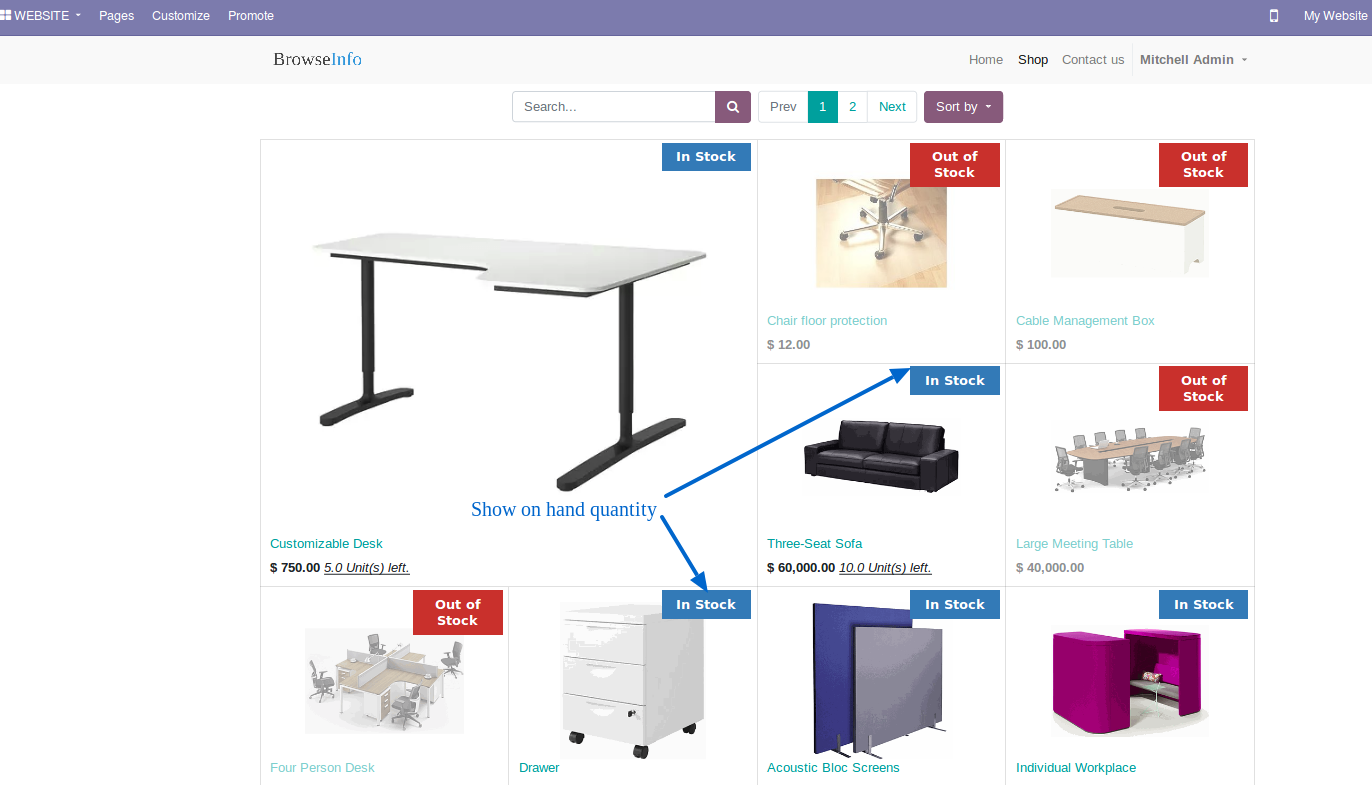 WEBSITE Pages Customize Promote My Website
BrowseInfo Home Shop Contact us Mitchell Admin
Search... Prev 1 2 Next Sort by
In Stock
Out of
Stock
Out of
Stock
Chair floor protection
$ 12.00
Cable Management Box
$ 100.00
In Stock
Out of
Stock
Show on hand quantity
Customizable Desk
$ 750.00 5.0 Unit(s) left.
Three-Seat Sofa
$ 60,000.00 10.0 Unit(s) left.
Large Meeting Table
$ 40,000.00
Out of
Stock
In Stock
In Stock
In Stock
Four Person Desk
Drawer
Acoustic Bloc Screens
Individual Workplace